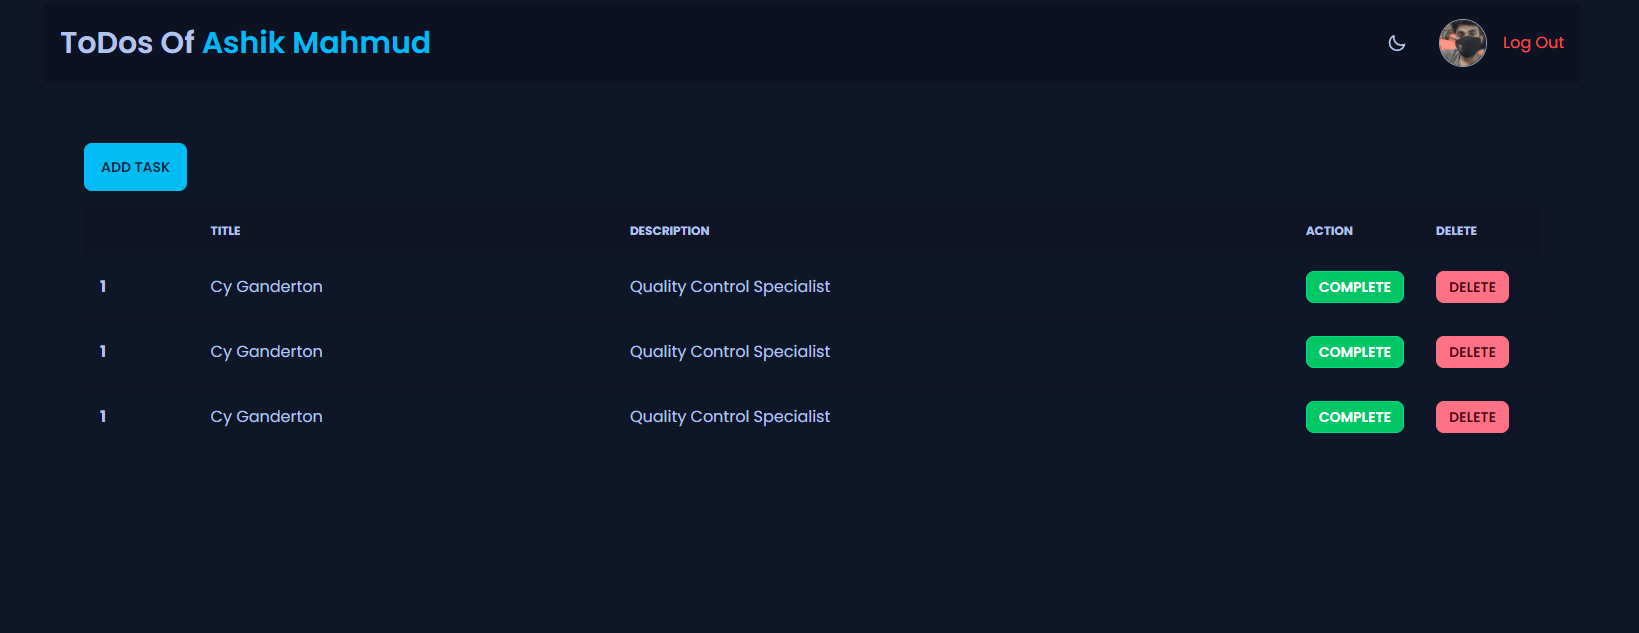 ToDos Of Ashik Mahmud
Log Out
ADD TASK
TITLE DESCRIPTION ACTION DELETE
1 Cy Ganderton Quality Control Specialist COMPLETE DELETE
1 Cy Ganderton Quality Control Specialist COMPLETE DELETE
1 Cy Ganderton Quality Control Specialist COMPLETE DELETE